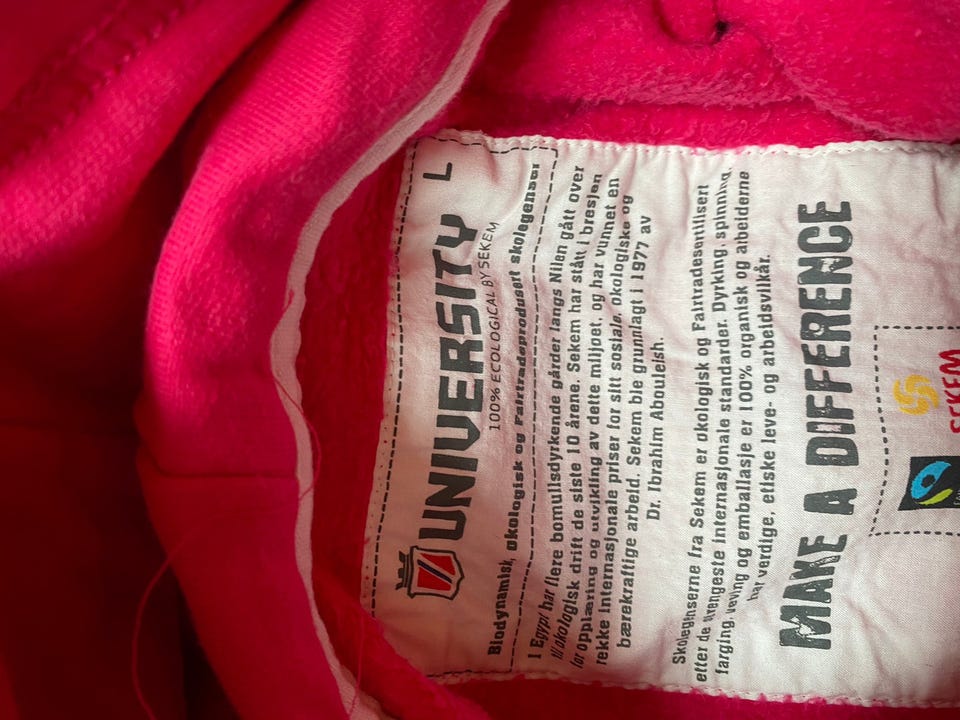 UNIVERSITY L
100% ECOLOGICAL BY SEKEM
Biodynamisk, økologisk og Fairtradeprodusert skolegenser
I Egypt har flere bomullsdyrkende gårder langs Nilen gått over
til økologisk drift de siste 10 årene. Sekem har stått i bresjen
for opplæring og utvikling av dette miljøet, og har vunnet en
rekke internasjonale priser for sitt sosiale, økologiske og
bærekraftige arbeid. Sekem ble grunnlagt i 1977 av
Dr. Ibrahim Abouleish.
Skolegenserne fra Sekem er økologisk og Fairtradesertilisert
etter de strengeste internasjonale standarder. Dyrking, spinning,
farging, veving og emballasje er 100% organisk og arbeiderne
har verdige, etiske leve- og arbeidsvilkår.
MAKE A DIFFERENCE
SEKEM